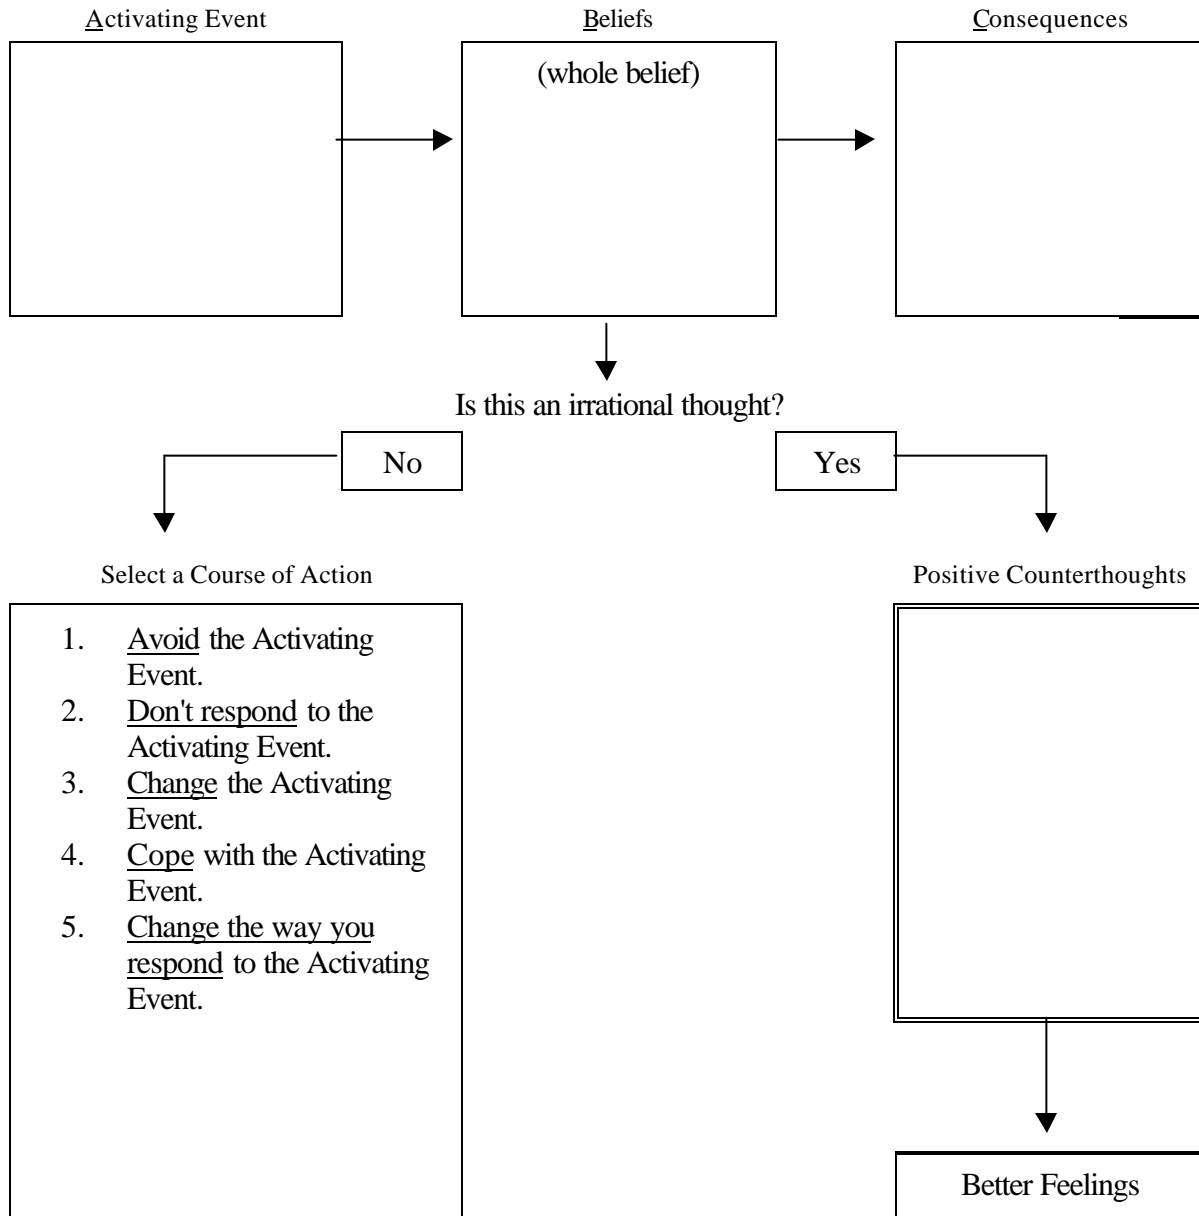 Activating Event
Beliefs
Consequences
(whole belief)
Is this an irrational thought?
No
Yes
Select a Course of Action
Positive Counterthoughts
1. Avoid the Activating
Event.
2. Don't respond to the
Activating Event.
3. Change the Activating
Event.
4. Cope with the Activating
Event.
5. Change the way you
respond to the Activating
Event.
Better Feelings